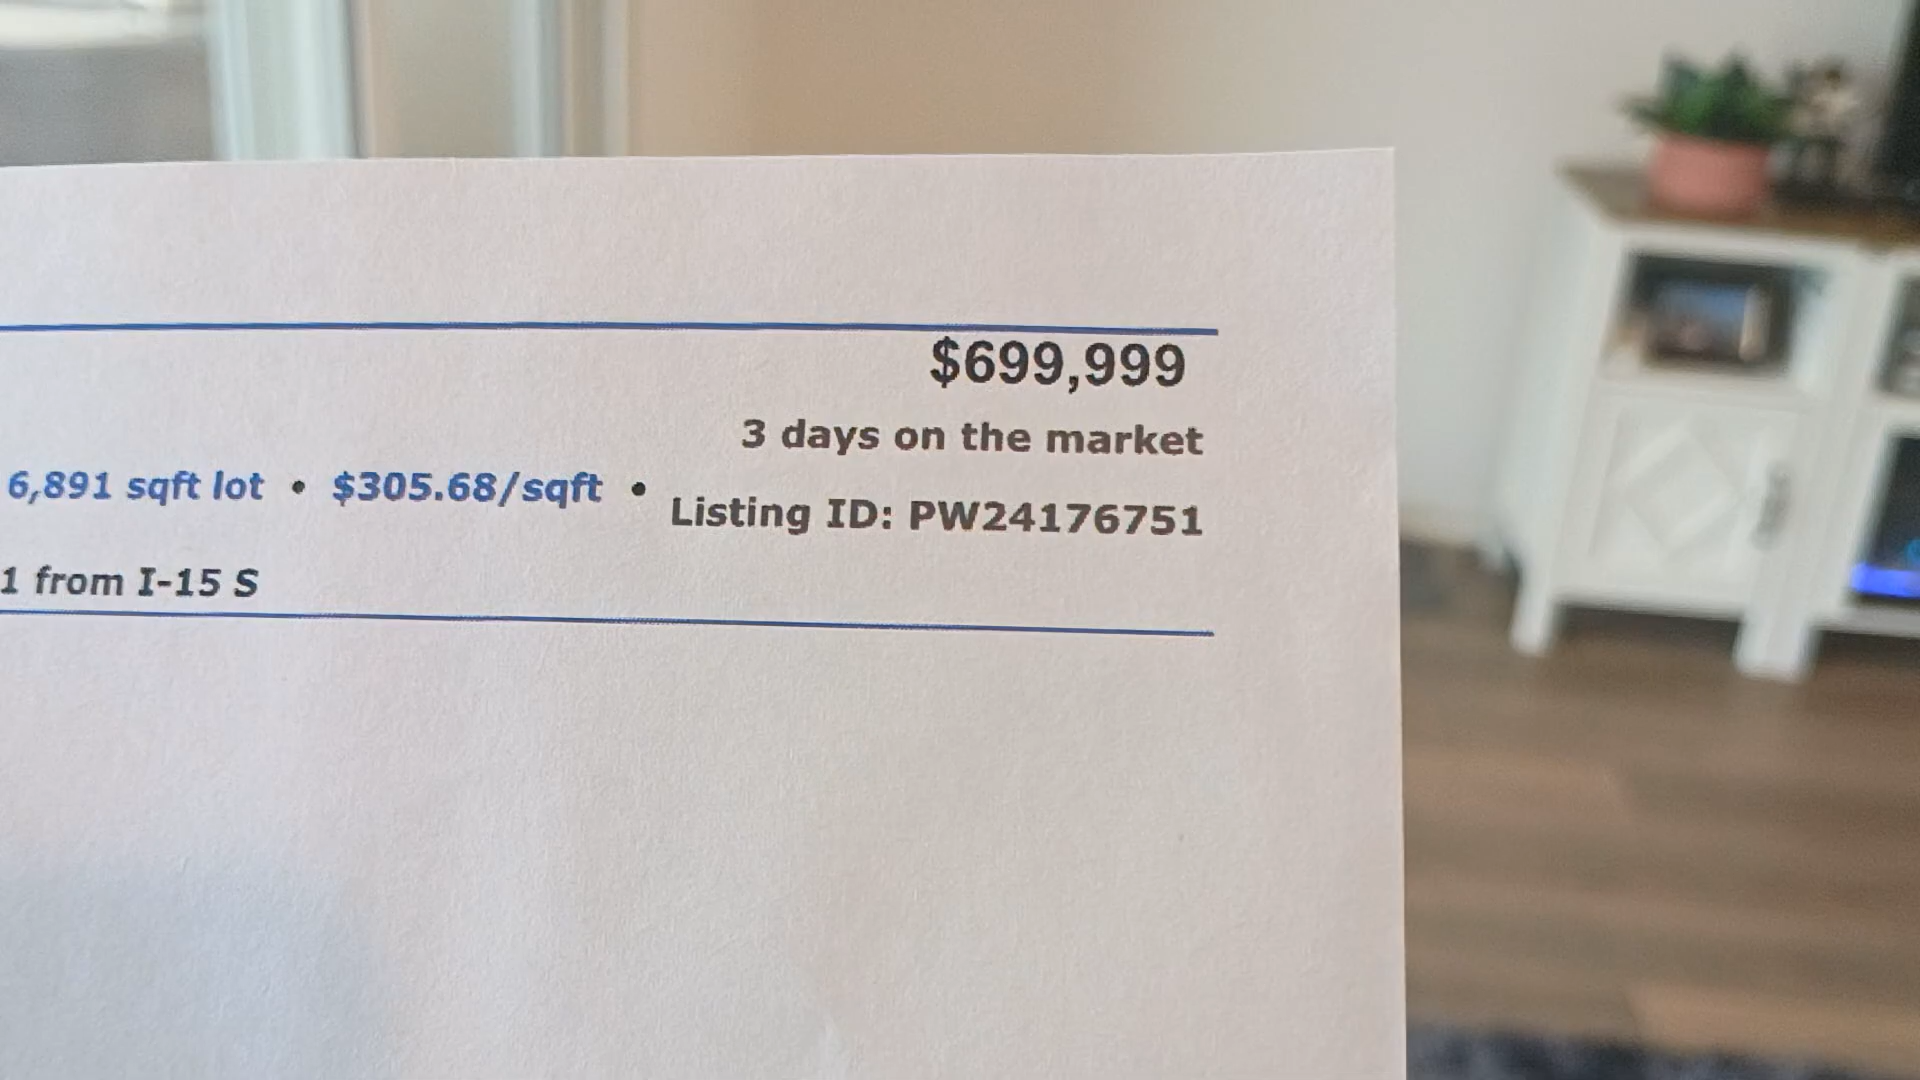 $699,999
3 days on the market
6,891 sqft lot • $305.68/sqft •
Listing ID: PW24176751
1 from I-15 S